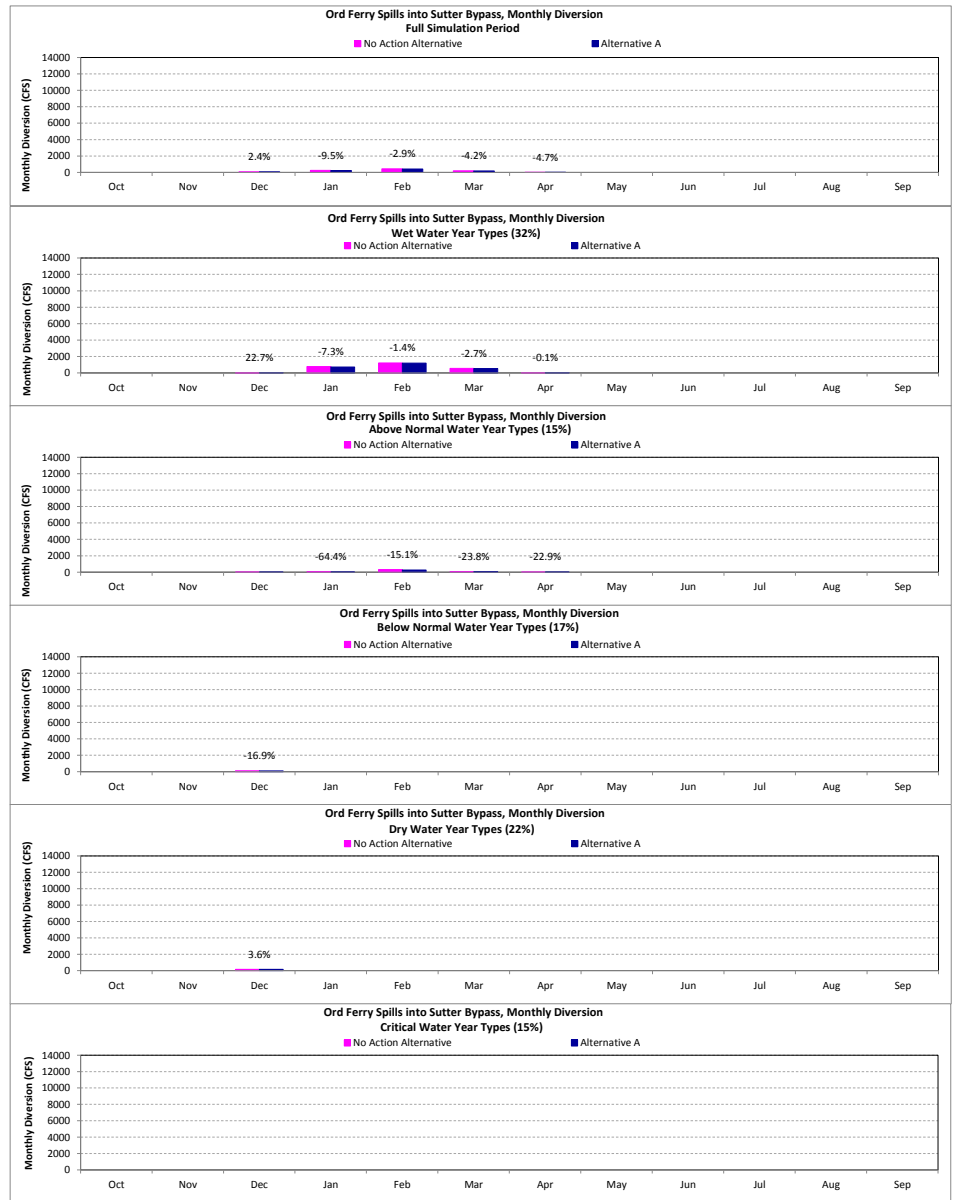 Ord Ferry Spills into Sutter Bypass, Monthly Diversion
Full Simulation Period
No Action Alternative Alternative A
Monthly Diversion (CFS)
14000
12000
10000
8000
6000
4000
2000
0
2.4% -9.5% -2.9% -4.2% -4.7%
Oct Nov Dec Jan Feb Mar Apr May Jun Jul Aug Sep
Ord Ferry Spills into Sutter Bypass, Monthly Diversion
Wet Water Year Types (32%)
No Action Alternative Alternative A
Monthly Diversion (CFS)
14000
12000
10000
8000
6000
4000
2000
0
22.7% -7.3% -1.4% -2.7% -0.1%
Oct Nov Dec Jan Feb Mar Apr May Jun Jul Aug Sep
Ord Ferry Spills into Sutter Bypass, Monthly Diversion
Above Normal Water Year Types (15%)
No Action Alternative Alternative A
Monthly Diversion (CFS)
14000
12000
10000
8000
6000
4000
2000
0
-64.4% -15.1% -23.8% -22.9%
Oct Nov Dec Jan Feb Mar Apr May Jun Jul Aug Sep
Ord Ferry Spills into Sutter Bypass, Monthly Diversion
Below Normal Water Year Types (17%)
No Action Alternative Alternative A
Monthly Diversion (CFS)
14000
12000
10000
8000
6000
4000
2000
0
-16.9%
Oct Nov Dec Jan Feb Mar Apr May Jun Jul Aug Sep
Ord Ferry Spills into Sutter Bypass, Monthly Diversion
Dry Water Year Types (22%)
No Action Alternative Alternative A
Monthly Diversion (CFS)
14000
12000
10000
8000
6000
4000
2000
0
3.6%
Oct Nov Dec Jan Feb Mar Apr May Jun Jul Aug Sep
Ord Ferry Spills into Sutter Bypass, Monthly Diversion
Critical Water Year Types (15%)
No Action Alternative Alternative A
Monthly Diversion (CFS)
14000
12000
10000
8000
6000
4000
2000
0
Oct Nov Dec Jan Feb Mar Apr May Jun Jul Aug Sep